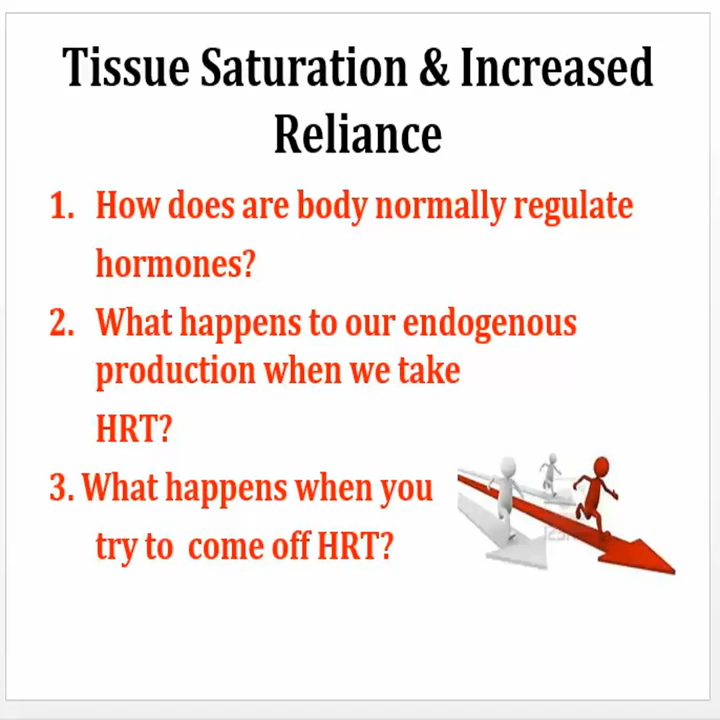 Tissue Saturation & Increased
Reliance
1. How does are body normally regulate
hormones?
2. What happens to our endogenous
production when we take
HRT?
3. What happens when you
try to come off HRT?